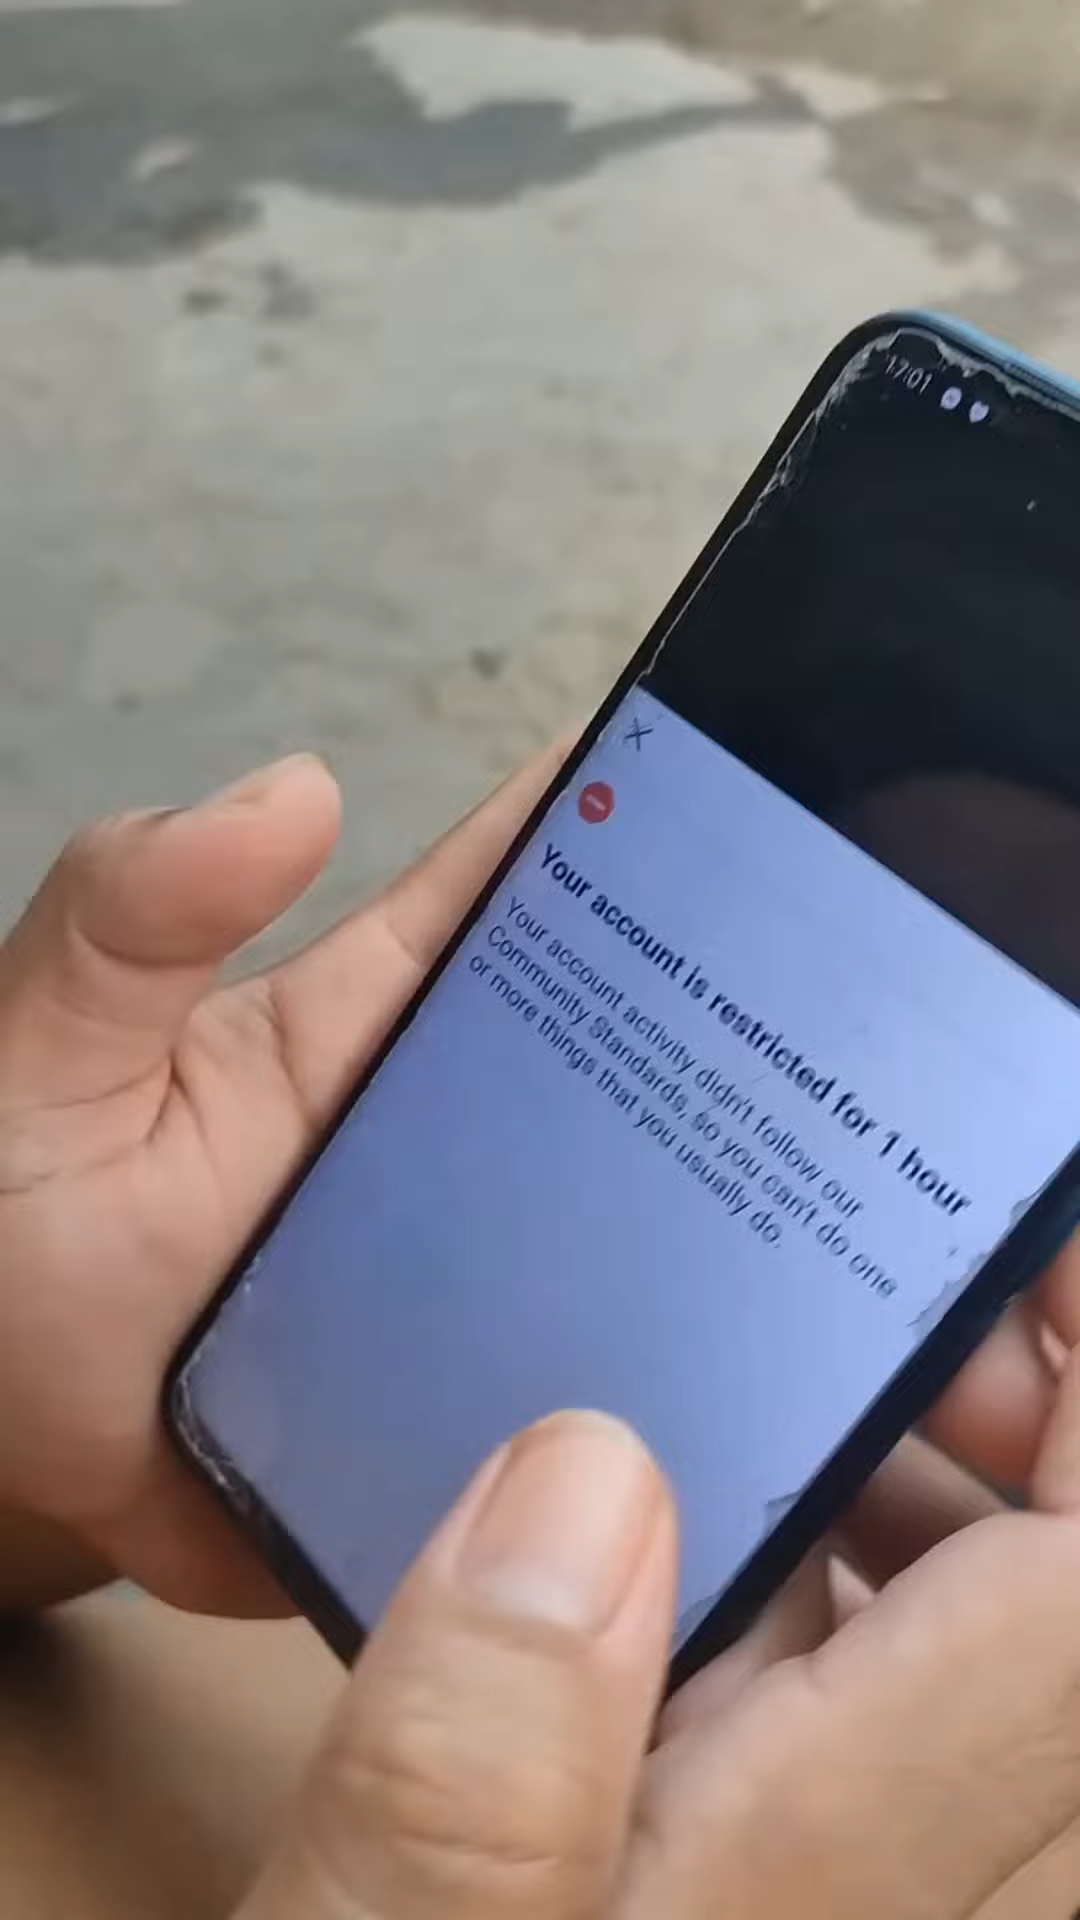 17:01
Your account is restricted for 1 hour
Your account activity didn't follow our
Community Standards, so you can't do one
or more things that you usually do.